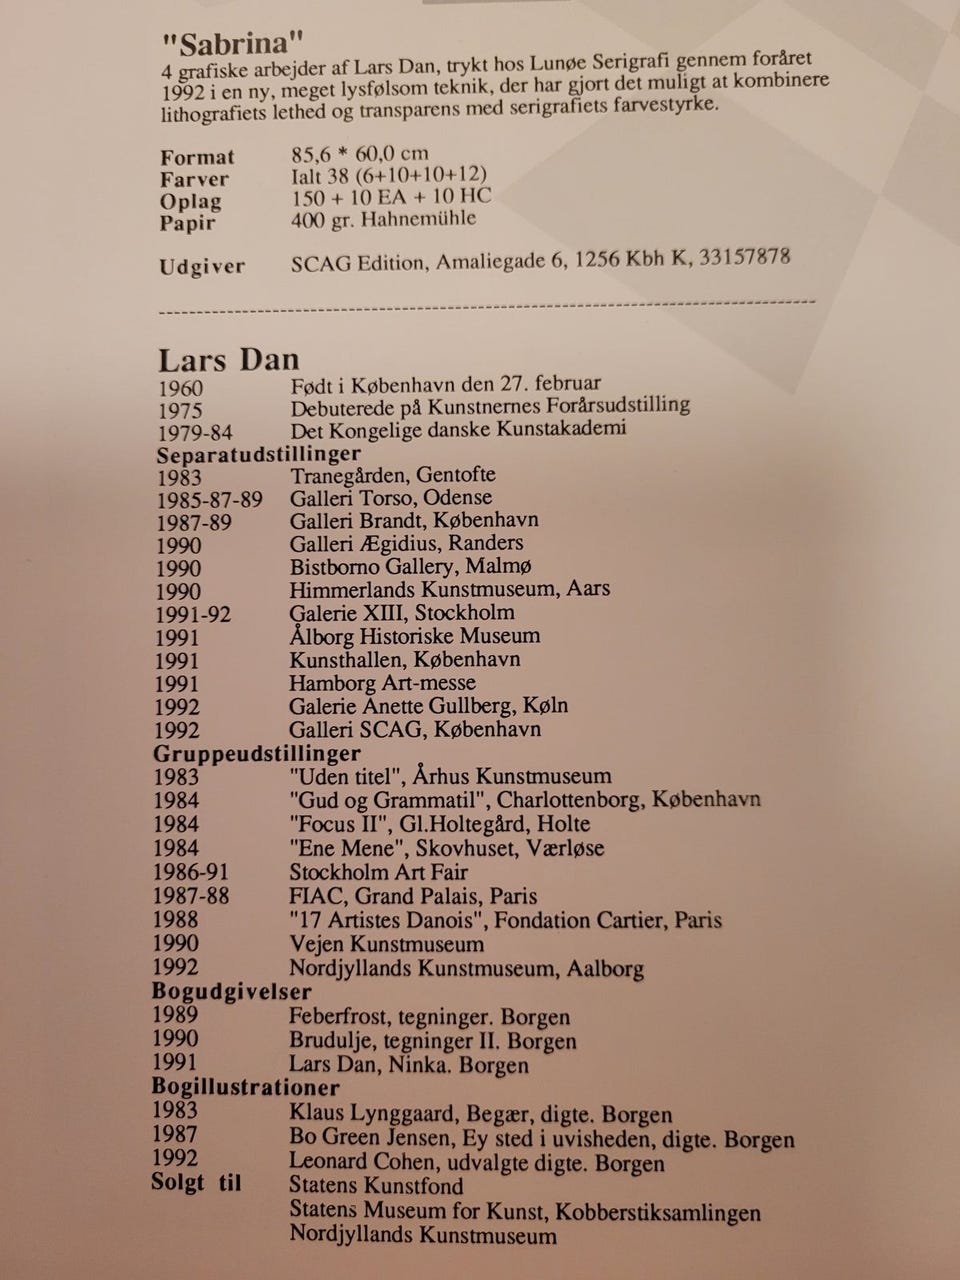 "Sabrina"
4 grafiske arbejder af Lars Dan, trykt hos Lunøe Serigrafi gennem foråret
1992 i en ny, meget lysfølsom teknik, der har gjort det muligt at kombinere
lithografiets lethed og transparens med serigrafiets farvestyrke.
Format 85,6 * 60,0 cm
Farver Ialt 38 (6+10+10+12)
Oplag 150 + 10 EA + 10 HC
Papir 400 gr. Hahnemühle
Udgiver SCAG Edition, Amaliegade 6, 1256 Kbh K, 33157878
Lars Dan
1960 Født i København den 27. februar
1975 Debuterede på Kunstnernes Forårsudstilling
1979-84 Det Kongelige danske Kunstakademi
Separatudstillinger
1983 Tranegården, Gentofte
1985-87-89 Galleri Torso, Odense
1987-89 Galleri Brandt, København
1990 Galleri Ægidius, Randers
1990 Bistborno Gallery, Malmø
1990 Himmerlands Kunstmuseum, Aars
1991-92 Galerie XIII, Stockholm
1991 Ålborg Historiske Museum
1991 Kunsthallen, København
1991 Hamborg Art-messe
1992 Galerie Anette Gullberg, Køln
1992 Galleri SCAG, København
Gruppeudstillinger
1983 "Uden titel", Århus Kunstmuseum
1984 "Gud og Grammatil", Charlottenborg, København
1984 "Focus II", Gl.Holtegård, Holte
1984 "Ene Mene", Skovhuset, Værløse
1986-91 Stockholm Art Fair
1987-88 FIAC, Grand Palais, Paris
1988 "17 Artistes Danois", Fondation Cartier, Paris
1990 Vejen Kunstmuseum
1992 Nordjyllands Kunstmuseum, Aalborg
Bogudgivelser
1989 Feberfrost, tegninger. Borgen
1990 Brudulje, tegninger II. Borgen
1991 Lars Dan, Ninka. Borgen
Bogillustrationer
1983 Klaus Lynggaard, Begær, digte. Borgen
1987 Bo Green Jensen, Ey sted i uvisheden, digte. Borgen
1992 Leonard Cohen, udvalgte digte. Borgen
Solgt til Statens Kunstfond
Statens Museum for Kunst, Kobberstiksamlingen
Nordjyllands Kunstmuseum